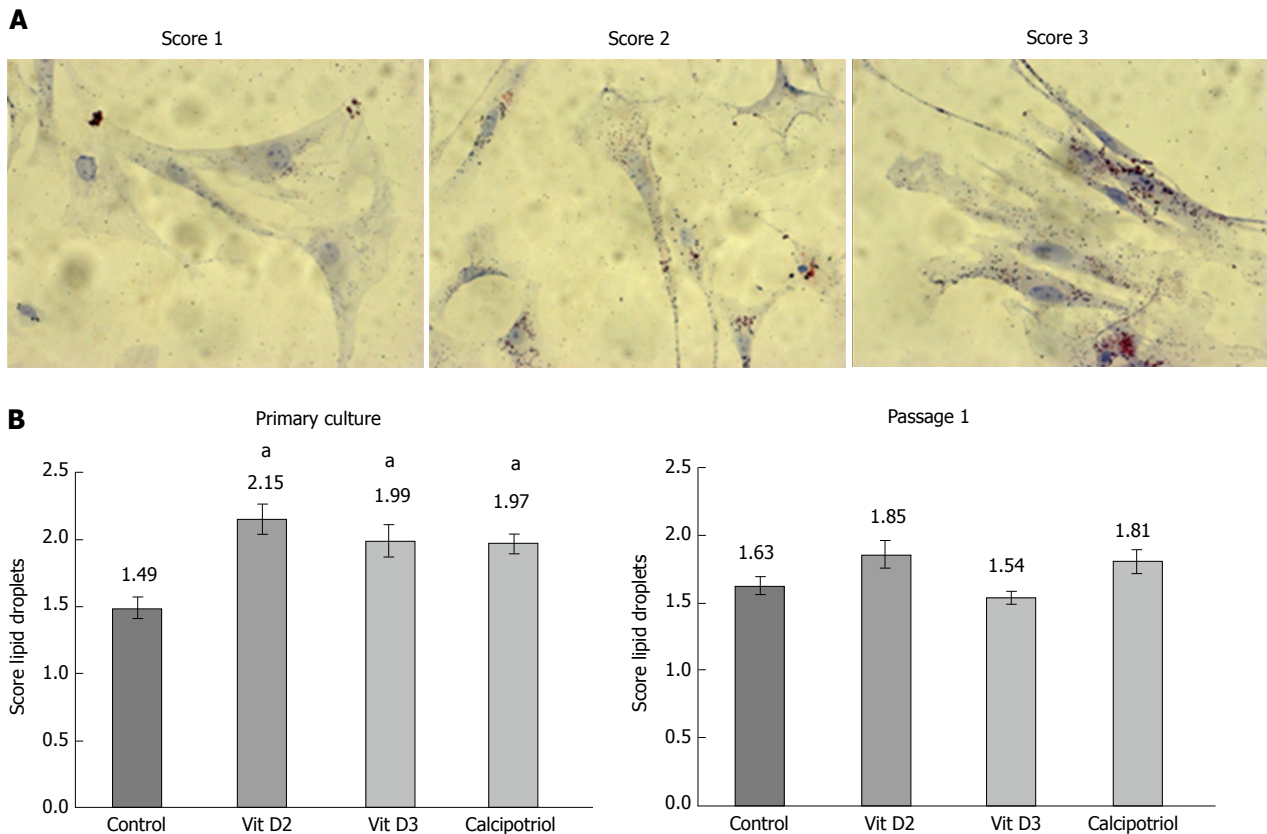 A
Score 1
Score 2
Score 3
B
Primary culture
Score lipid droplets
2.5
2.0
1.5
1.0
0.5
0.0
1.49
a
2.15
a
1.99
a
1.97
Control
Vit D2
Vit D3
Calcipotriol
Passage 1
Score lipid droplets
2.5
2.0
1.5
1.0
0.5
0.0
1.63
1.85
1.54
1.81
Control
Vit D2
Vit D3
Calcipotriol